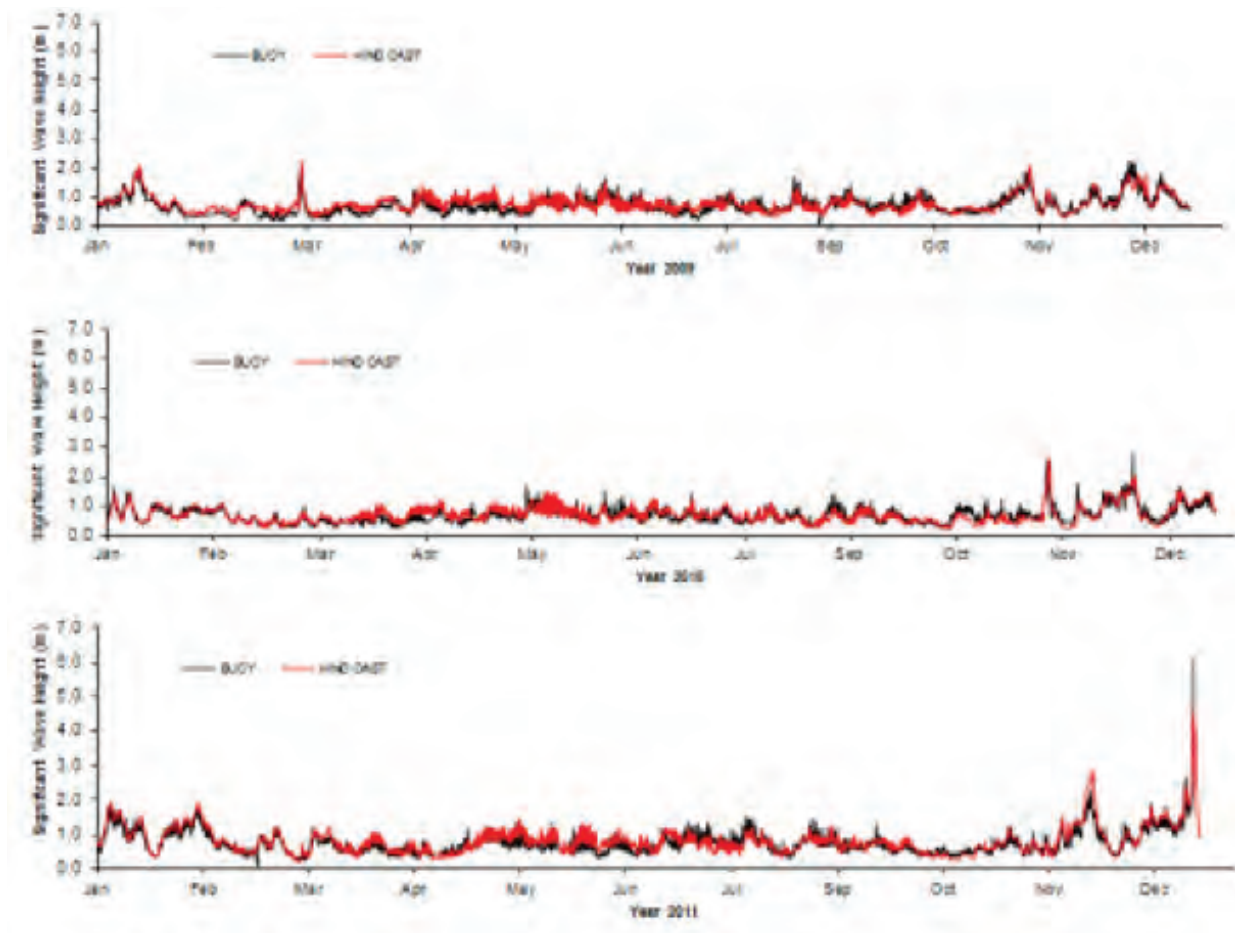 Significant Wave Height (m)
7.0
6.0
5.0
4.0
3.0
2.0
1.0
0.0
BUOY HIND CAST
Jan Feb Mar Apr May Jun Jul Sep Oct Nov Dec
Year 2009
Significant Wave Height (m)
7.0
6.0
5.0
4.0
3.0
2.0
1.0
0.0
BUOY HIND CAST
Jan Feb Mar Apr May Jun Jul Sep Oct Nov Dec
Year 2010
Significant Wave Height (m)
7.0
6.0
5.0
4.0
3.0
2.0
1.0
0.0
BUOY HIND CAST
Jan Feb Mar Apr May Jun Jul Sep Oct Nov Dec
Year 2011